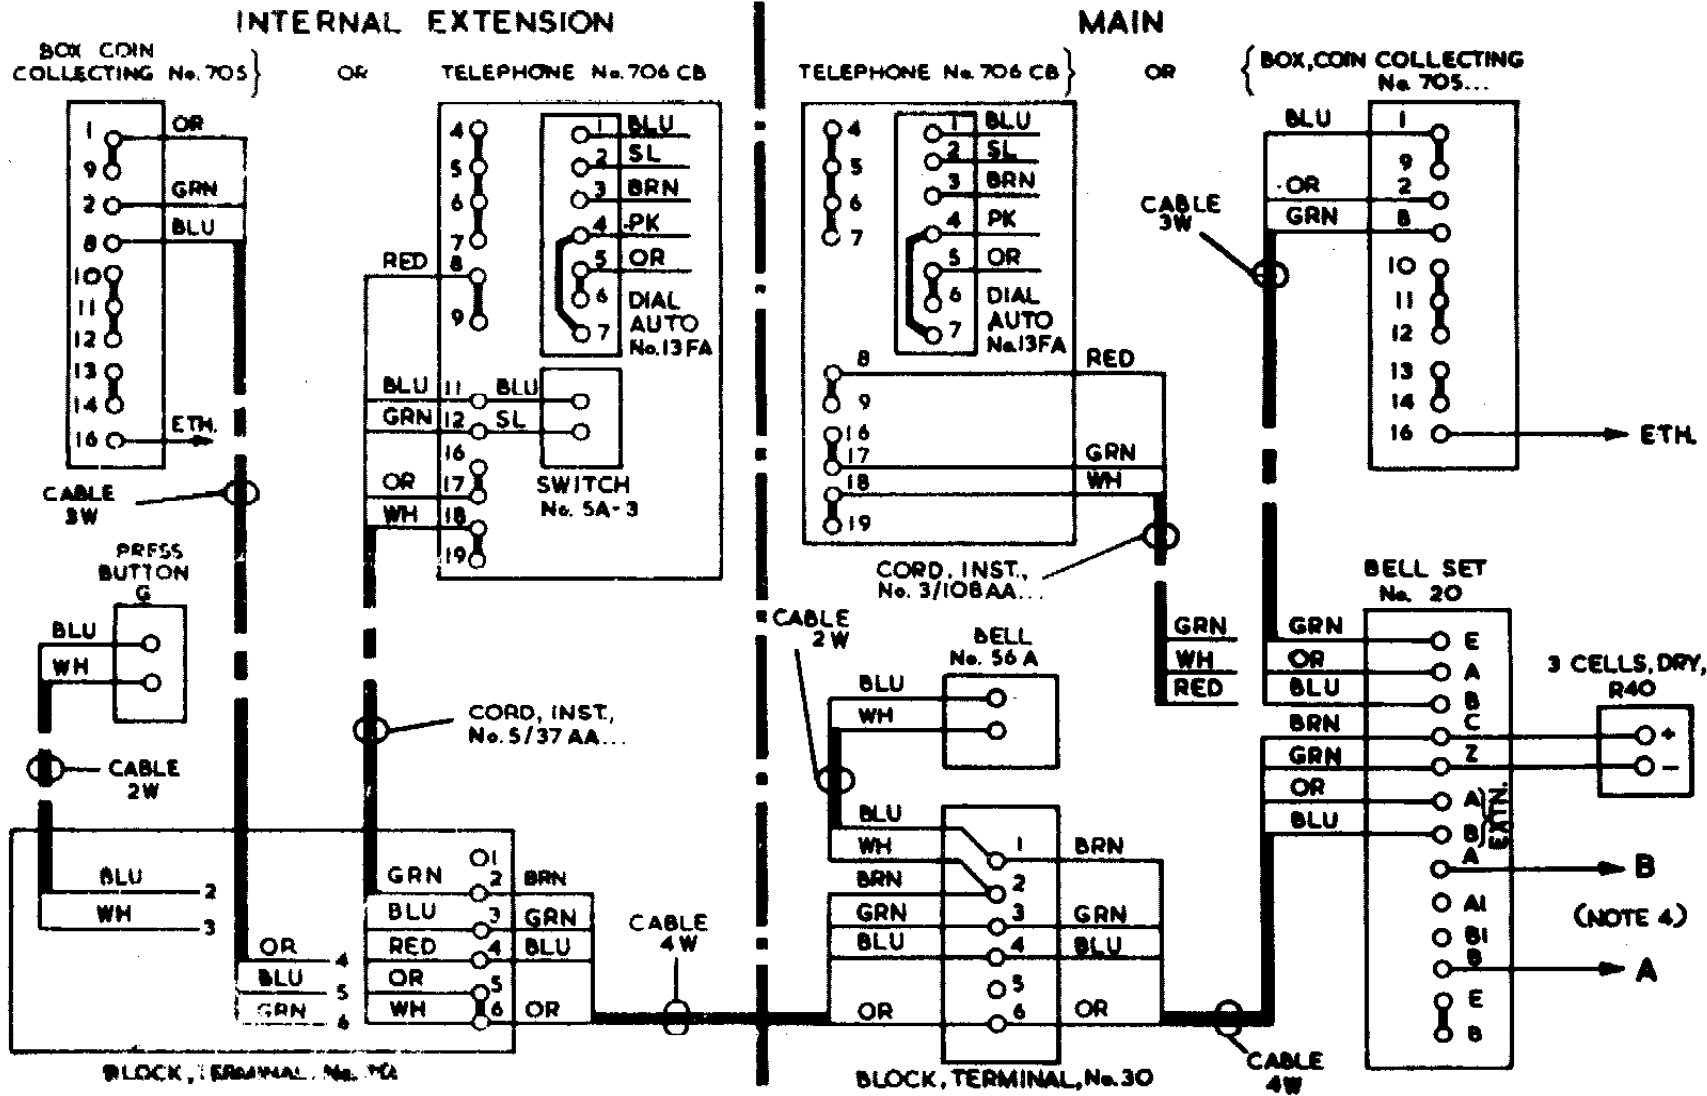 INTERNAL EXTENSION
MAIN
BOX COIN
COLLECTING No. 705
OR
TELEPHONE No. 706 CB
TELEPHONE No. 706 CB
OR
BOX, COIN COLLECTING
No. 705...
1
9
2
8
10
11
12
13
14
16
OR
GRN
BLU
ETH.
CABLE
3W
PRESS
BUTTON
G
BLU
WH
CABLE
2W
4
5
6
7
8
9
11
12
16
17
18
19
RED
BLU
GRN
OR
WH
BLU
SL
1 BLU
2 SL
3 BRN
4 PK
5 OR
6
7
DIAL
AUTO
No. 13 FA
SWITCH
No. 5A-3
CORD, INST.,
No. 5/37 AA...
BLU 2
WH 3
OR 4
BLU 5
GRN 6
GRN
BLU
RED
OR
WH
1
2
3
4
5
6
BRN
GRN
BLU
OR
BLOCK, TERMINAL, No.
CABLE
4W
4
5
6
7
8
9
16
17
18
19
1 BLU
2 SL
3 BRN
4 PK
5 OR
6
7
DIAL
AUTO
No. 13FA
RED
GRN
WH
CORD, INST.,
No. 3/108 AA...
GRN
WH
RED
CABLE
2W
BELL
No. 56 A
BLU
WH
BLU
WH
BRN
GRN
BLU
OR
1
2
3
4
5
6
BRN
GRN
BLU
OR
BLOCK, TERMINAL, No. 30
CABLE
4W
CABLE
3W
BLU
OR
GRN
1
9
2
8
10
11
12
13
14
16
ETH.
BELL SET
No. 20
GRN E
OR A
BLU B
BRN C
GRN Z
OR A
BLU B
EXTN.
A
A1
B1
B
E
B
3 CELLS, DRY,
R40
+
−
B
(NOTE 4)
A